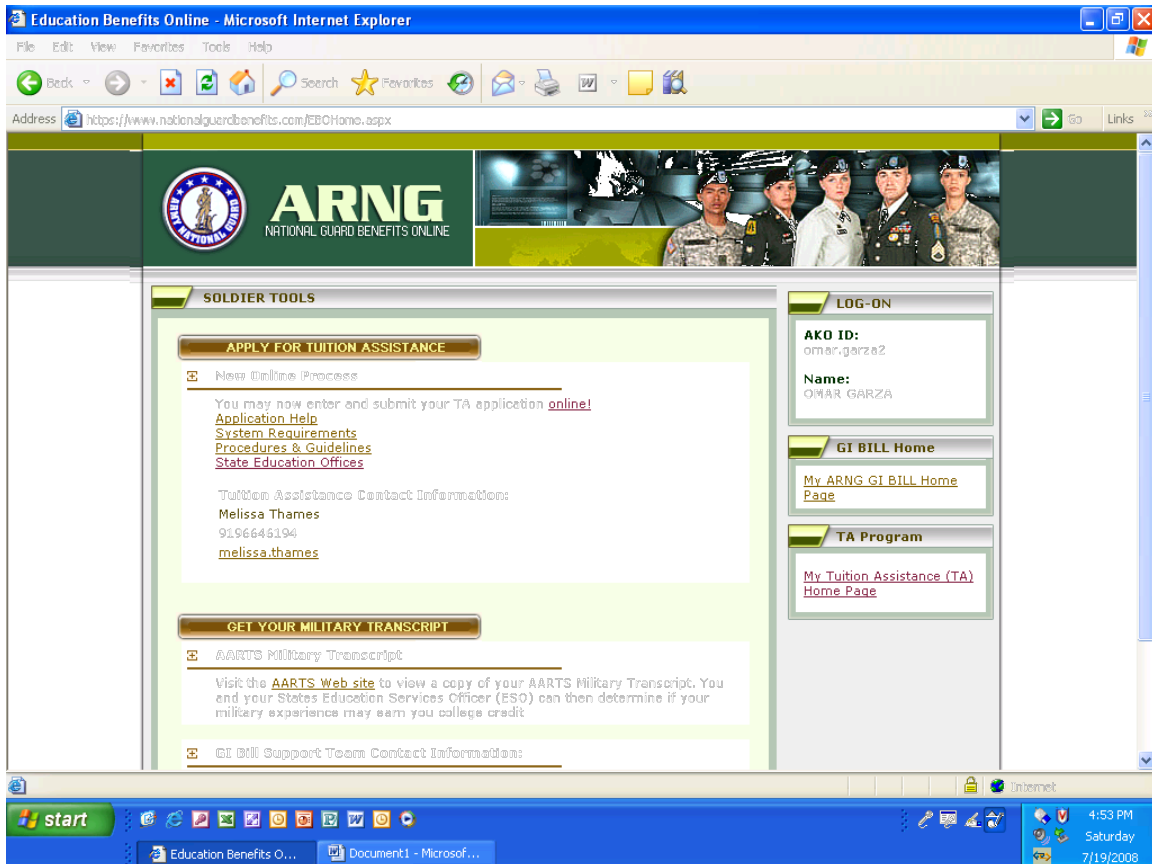 Education Benefits Online - Microsoft Internet Explorer
File Edit View Favorites Tools Help
Back Search Favorites
Address https://www.nationalguardbenefits.com/EBOHome.aspx Go Links
ARMY NATIONAL GUARD
ARNG
NATIONAL GUARD BENEFITS ONLINE
SOLDIER TOOLS
APPLY FOR TUITION ASSISTANCE
New Online Process
You may now enter and submit your TA application online!
Application Help
System Requirements
Procedures & Guidelines
State Education Offices
Tuition Assistance Contact Information:
Melissa Thames
9196646194
melissa.thames
GET YOUR MILITARY TRANSCRIPT
AARTS Military Transcript
Visit the AARTS Web site to view a copy of your AARTS Military Transcript. You
and your States Education Services Officer (ESO) can then determine if your
military experience may earn you college credit
GI Bill Support Team Contact Information:
LOG-ON
AKO ID:
omar.garza2
Name:
OMAR GARZA
GI BILL Home
My ARNG GI BILL Home
Page
TA Program
My Tuition Assistance (TA)
Home Page
Internet
start
4:53 PM
Saturday
7/19/2008
Education Benefits O...
Document1 - Microsof...